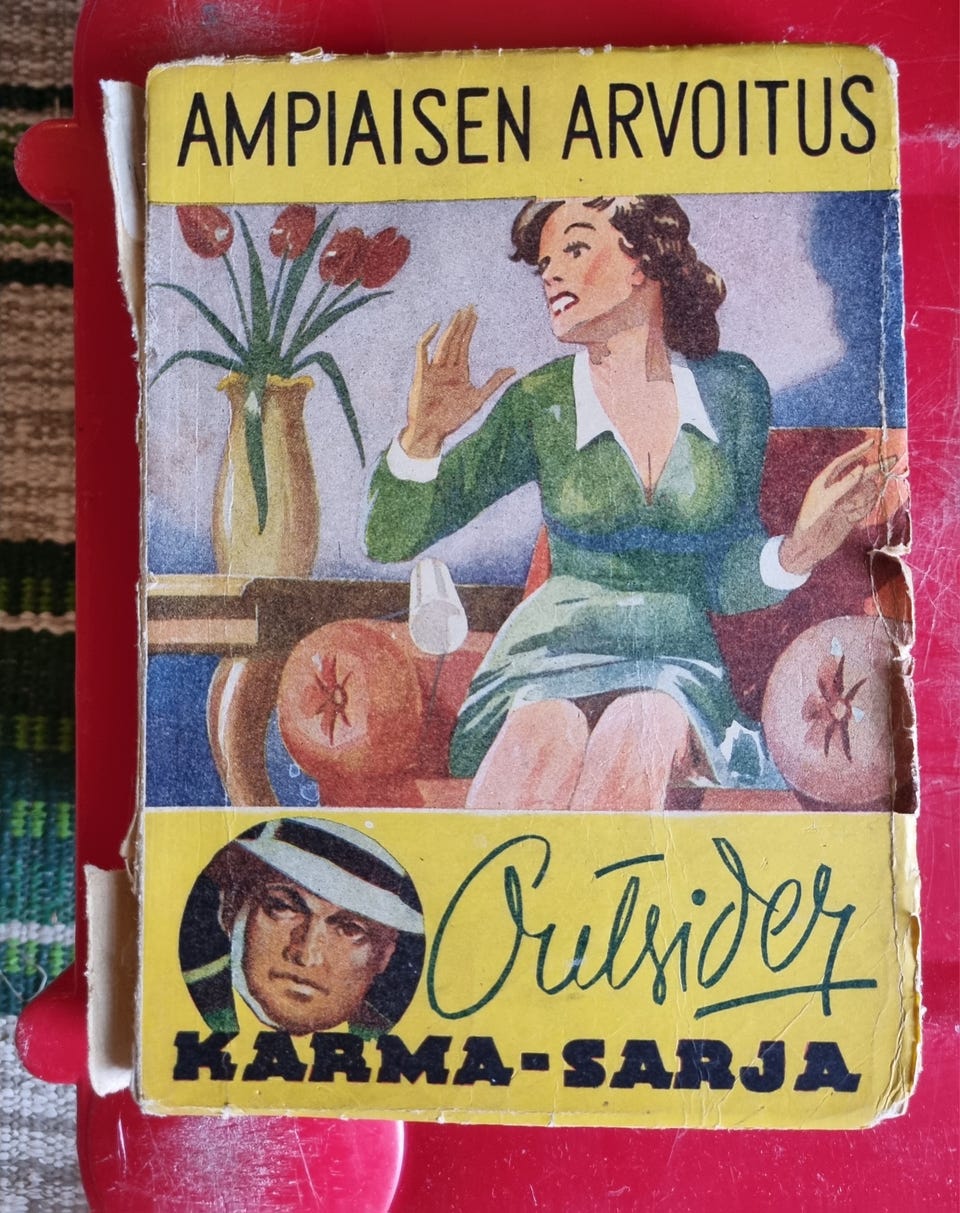 AMPIAISEN ARVOITUS
Outsider
KARMA-SARJA